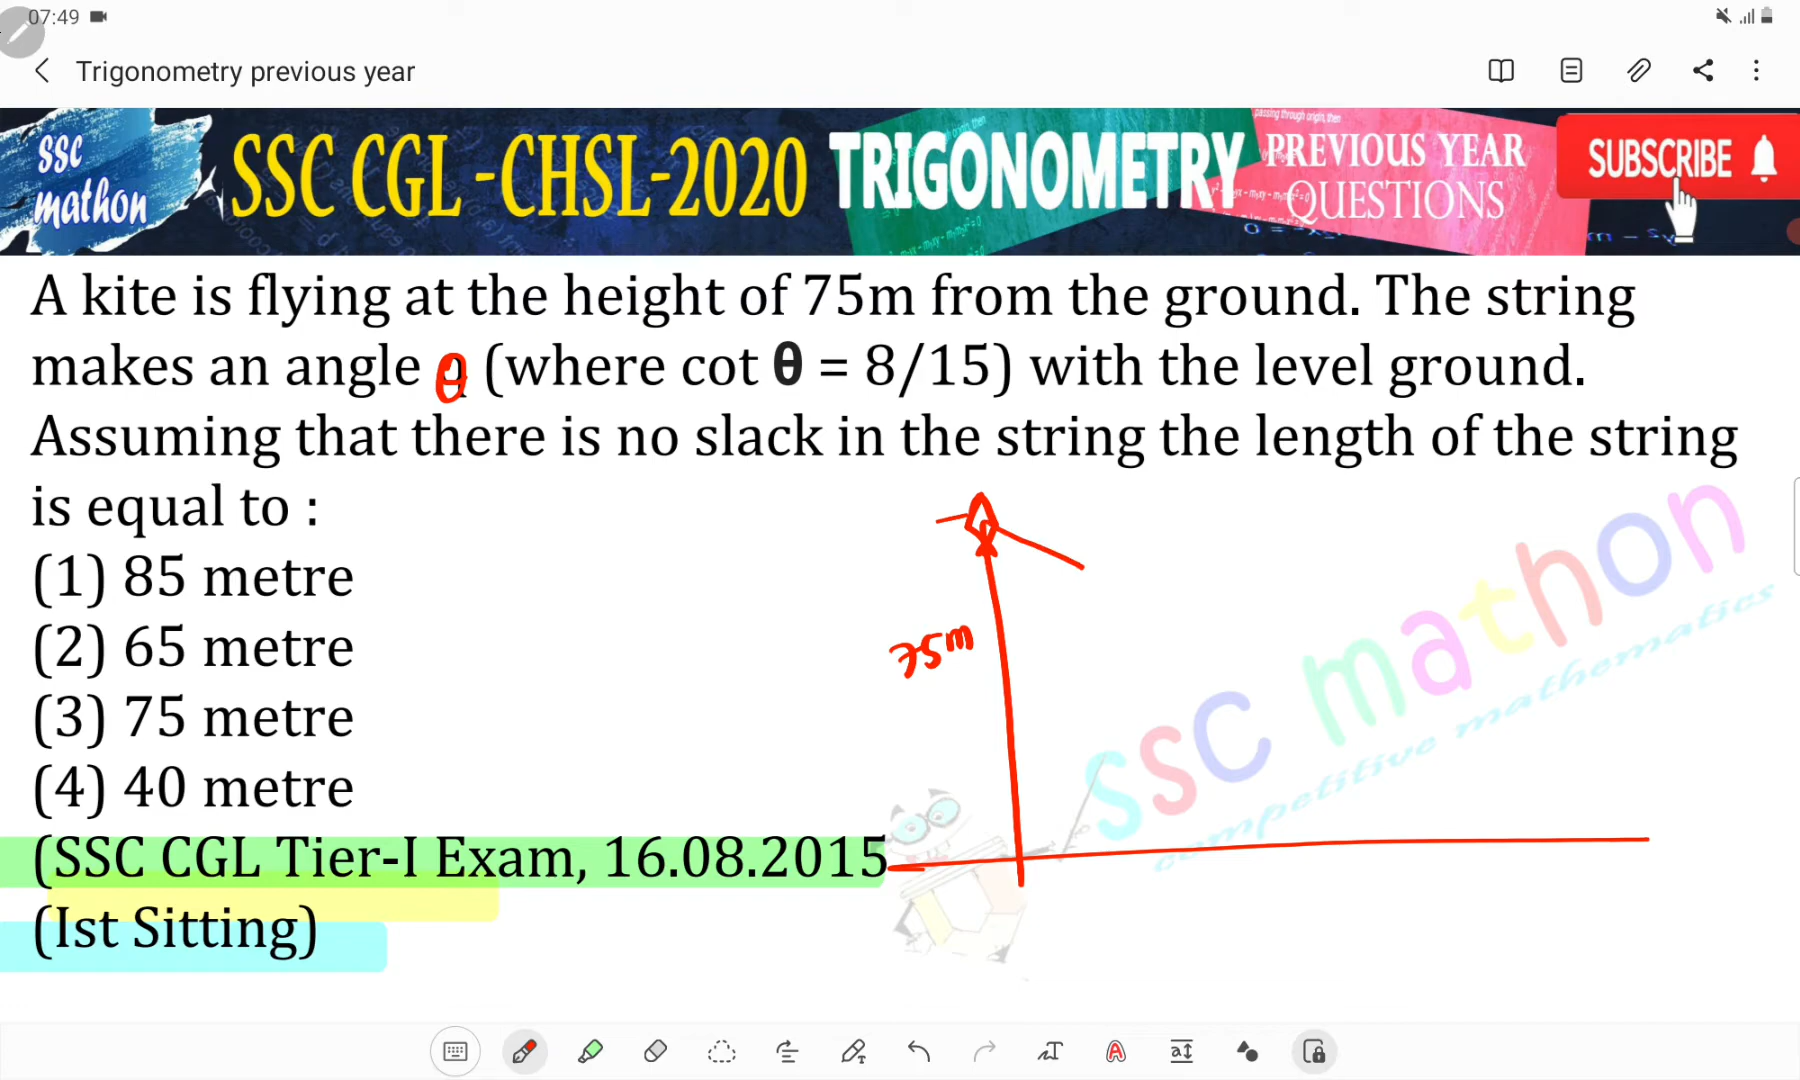 07:49
Trigonometry previous year
SSC
mathon
SSC CGL -CHSL-2020
TRIGONOMETRY
PREVIOUS YEAR
QUESTIONS
SUBSCRIBE
A kite is flying at the height of 75m from the ground. The string
makes an angle θ (where cot θ = 8/15) with the level ground.
Assuming that there is no slack in the string the length of the string
is equal to :
(1) 85 metre
(2) 65 metre
(3) 75 metre
(4) 40 metre
(SSC CGL Tier-I Exam, 16.08.2015
(Ist Sitting)
75m
SSC mathon
competitive mathematics